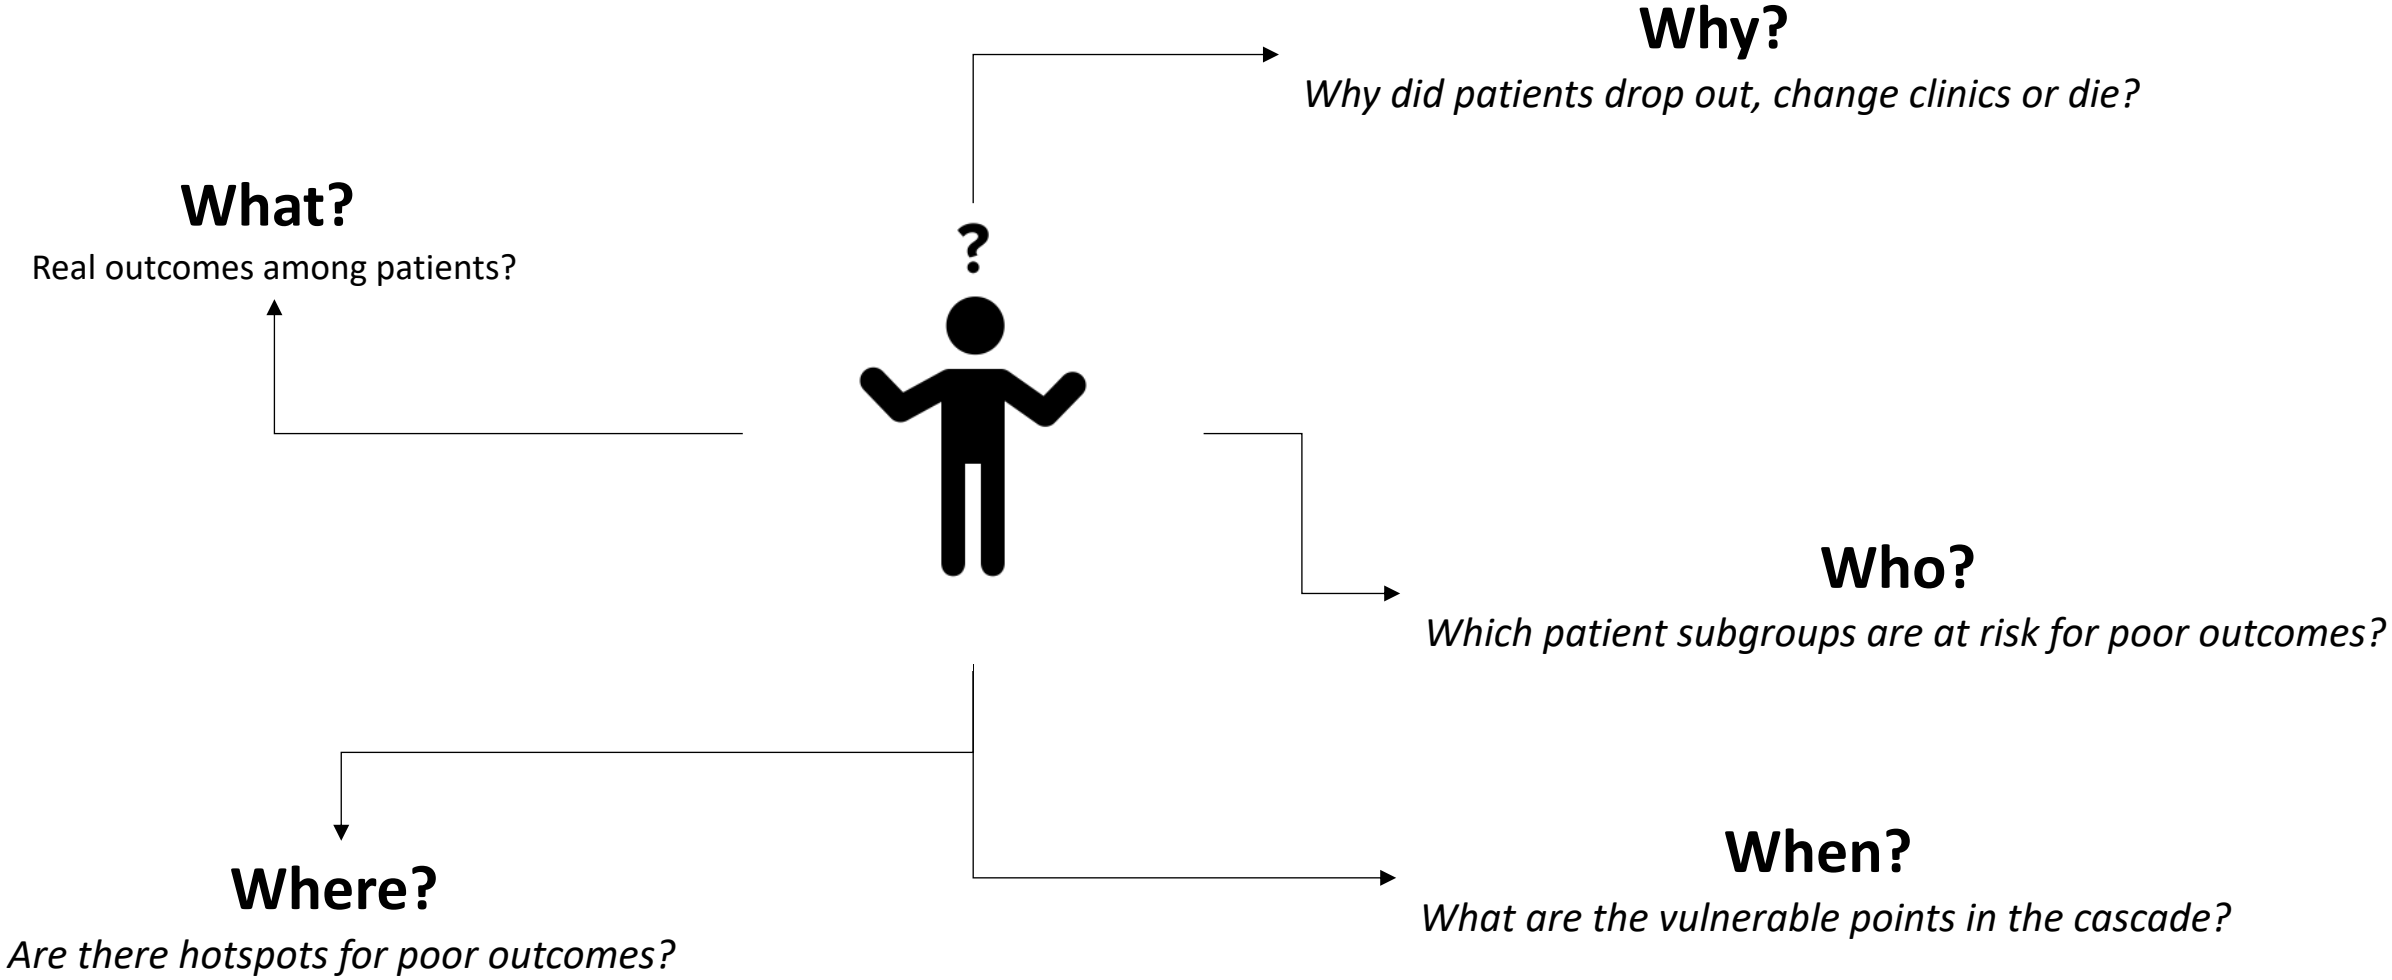 Why?
Why did patients drop out, change clinics or die?
What?
Real outcomes among patients?
?
Who?
Which patient subgroups are at risk for poor outcomes?
When?
What are the vulnerable points in the cascade?
Where?
Are there hotspots for poor outcomes?